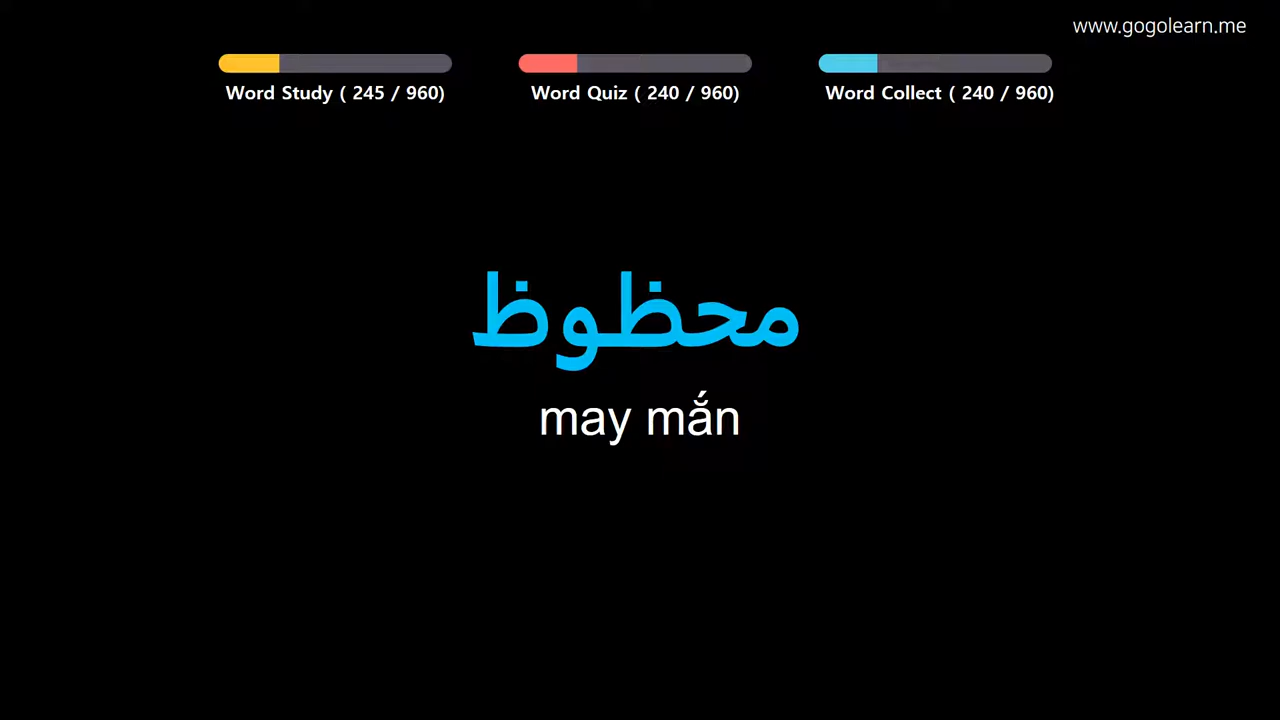 www.gogolearn.me
Word Study ( 245 / 960)
Word Quiz ( 240 / 960)
Word Collect ( 240 / 960)
محظوظ
may mắn